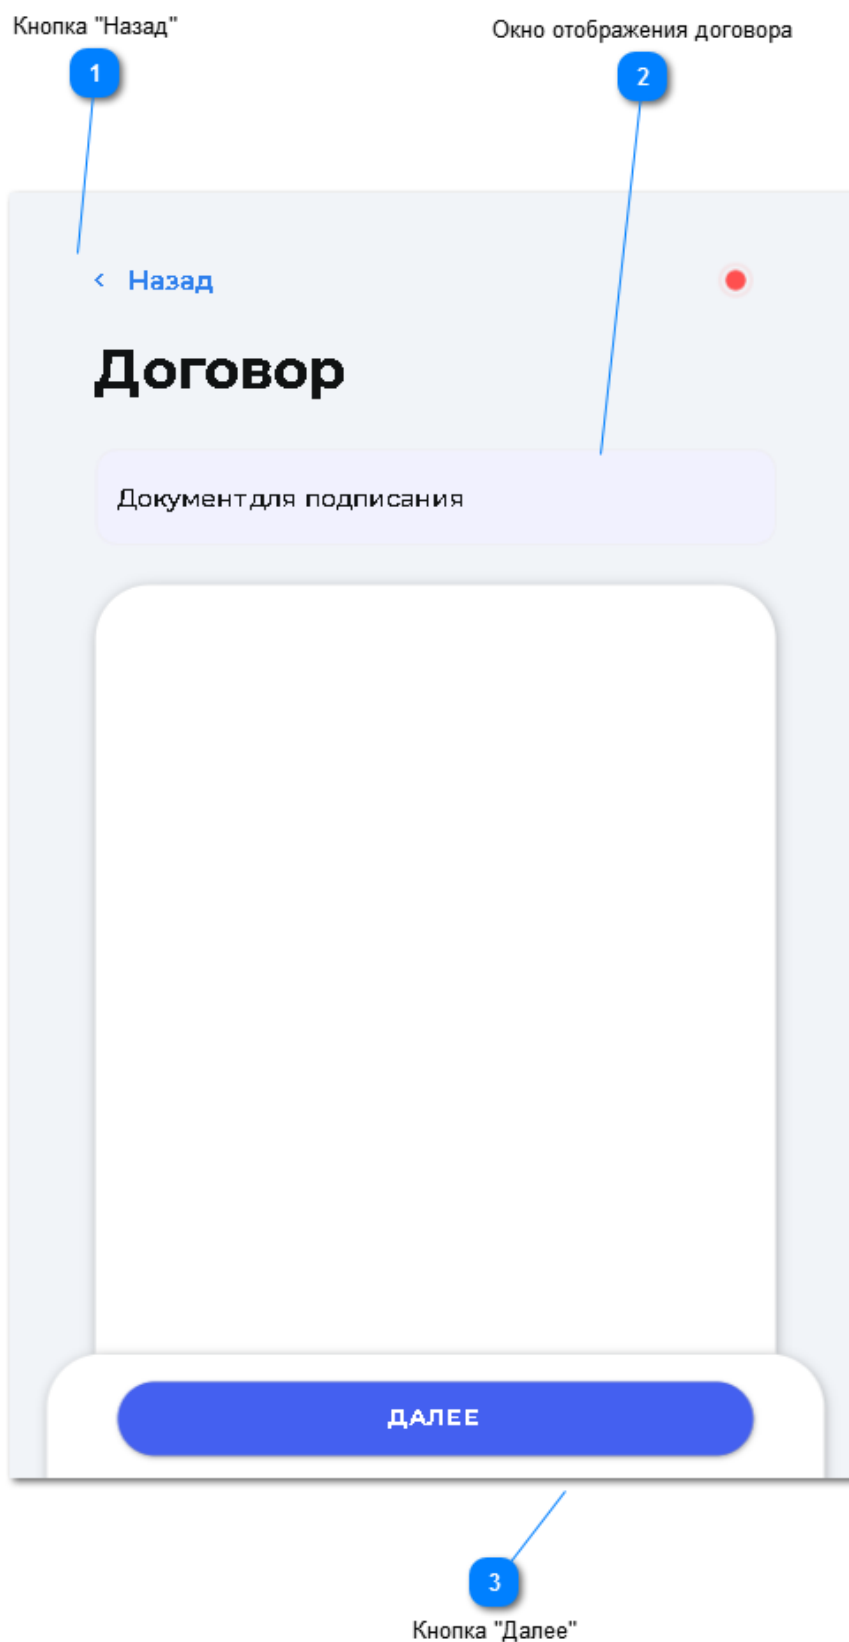 Кнопка "Назад"
Окно отображения договора
1
2
< Назад
Договор
Документ для подписания
ДАЛЕЕ
3
Кнопка "Далее"